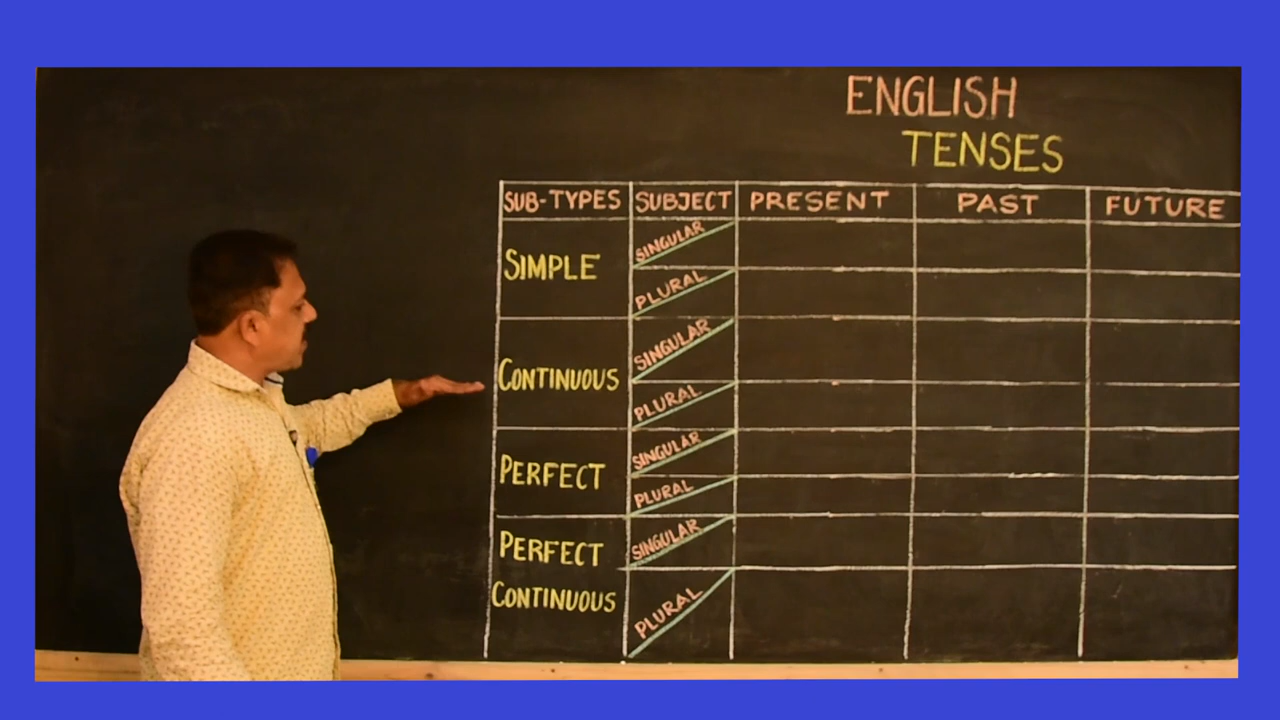 ENGLISH
TENSES
SUB-TYPES SUBJECT PRESENT PAST FUTURE
SIMPLE SINGULAR
PLURAL
CONTINUOUS SINGULAR
PLURAL
PERFECT SINGULAR
PLURAL
PERFECT SINGULAR
CONTINUOUS PLURAL